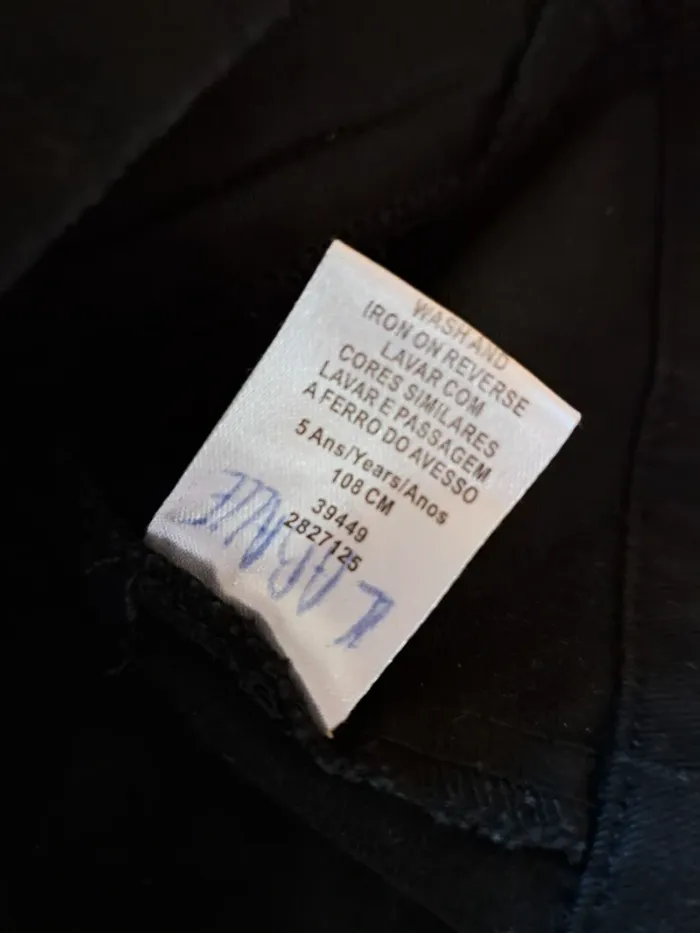 WASH AND
IRON ON REVERSE
LAVAR COM
CORES SIMILARES
LAVAR E PASSAGEM
A FERRO DO AVESSO
5 Ans/Years/Anos
108 CM
39449
2827125